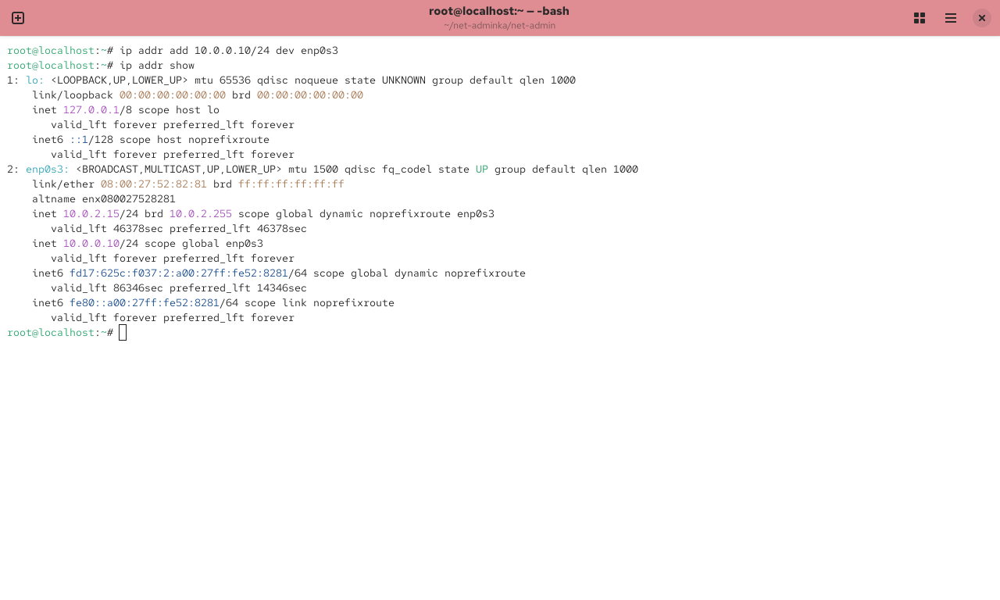 root@localhost:~ — -bash
~/net-adminka/net-admin
root@localhost:~# ip addr add 10.0.0.10/24 dev enp0s3
root@localhost:~# ip addr show
1: lo: <LOOPBACK,UP,LOWER_UP> mtu 65536 qdisc noqueue state UNKNOWN group default qlen 1000
    link/loopback 00:00:00:00:00:00 brd 00:00:00:00:00:00
    inet 127.0.0.1/8 scope host lo
       valid_lft forever preferred_lft forever
    inet6 ::1/128 scope host noprefixroute
       valid_lft forever preferred_lft forever
2: enp0s3: <BROADCAST,MULTICAST,UP,LOWER_UP> mtu 1500 qdisc fq_codel state UP group default qlen 1000
    link/ether 08:00:27:52:82:81 brd ff:ff:ff:ff:ff:ff
    altname enx080027528281
    inet 10.0.2.15/24 brd 10.0.2.255 scope global dynamic noprefixroute enp0s3
       valid_lft 46378sec preferred_lft 46378sec
    inet 10.0.0.10/24 scope global enp0s3
       valid_lft forever preferred_lft forever
    inet6 fd17:625c:f037:2:a00:27ff:fe52:8281/64 scope global dynamic noprefixroute
       valid_lft 86346sec preferred_lft 14346sec
    inet6 fe80::a00:27ff:fe52:8281/64 scope link noprefixroute
       valid_lft forever preferred_lft forever
root@localhost:~#